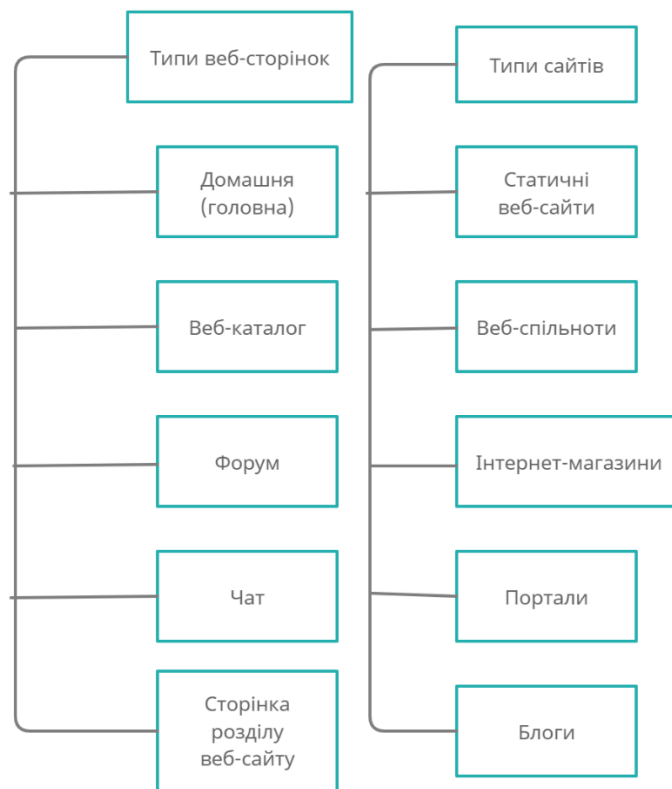 Типи веб-сторінок
Домашня
(головна)
Веб-каталог
Форум
Чат
Сторінка
розділу
веб-сайту
Типи сайтів
Статичні
веб-сайти
Веб-спільноти
Інтернет-магазини
Портали
Блоги